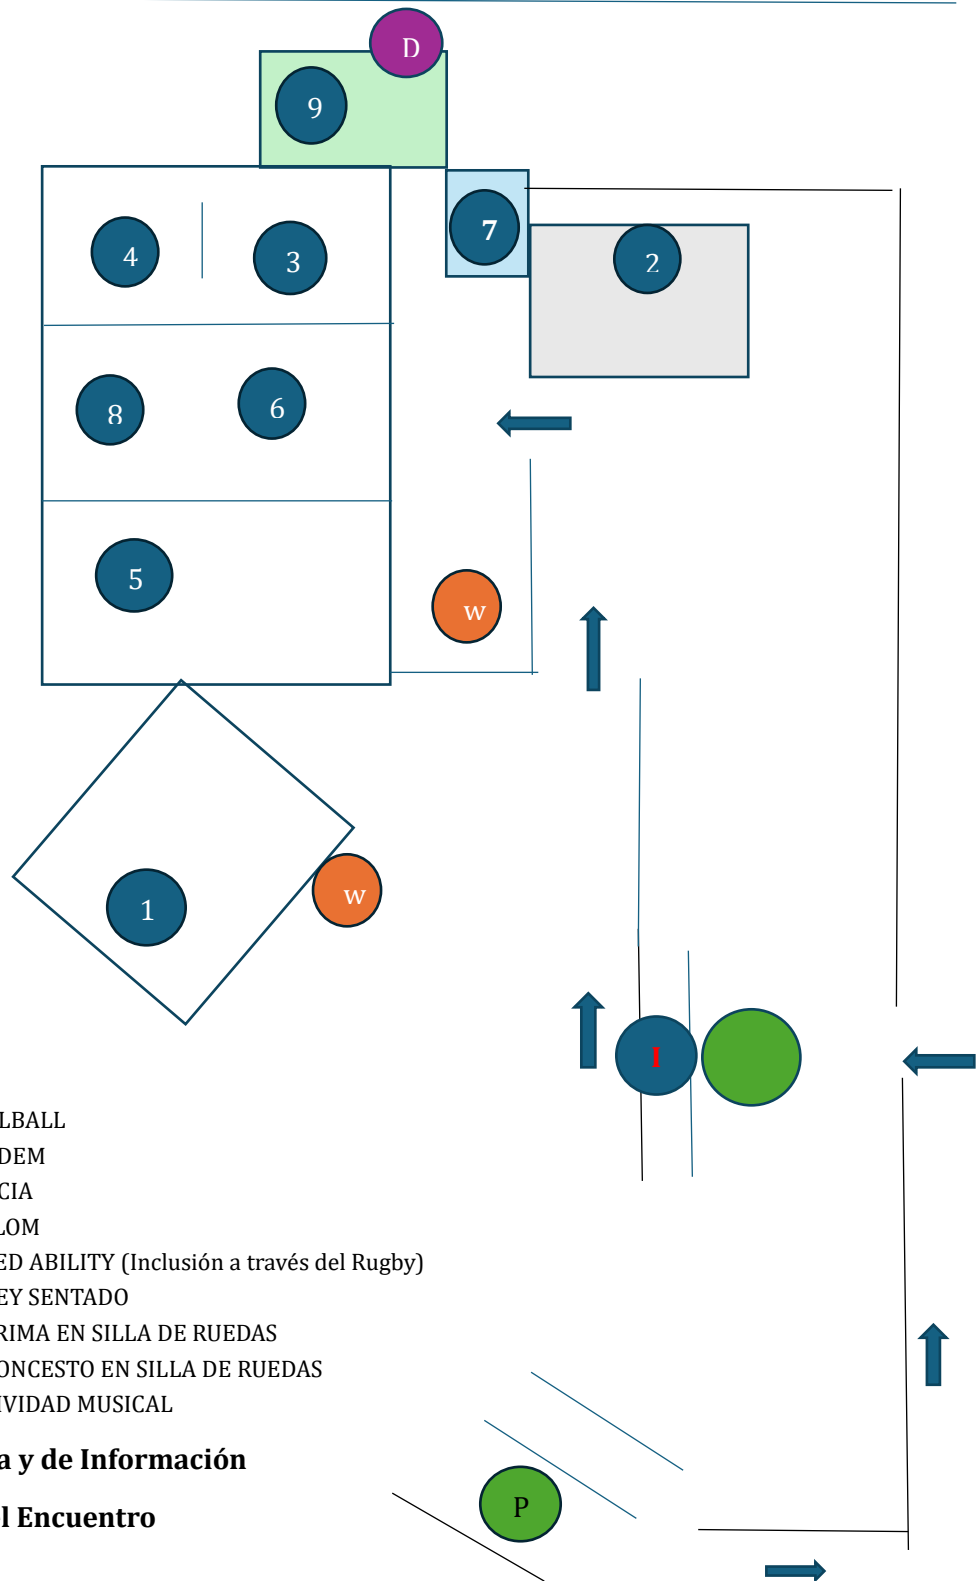 D
9
7
4
3
2
8
6
5
w
1
w
I
LBALL
DEM
CIA
LOM
ED ABILITY (Inclusión a través del Rugby)
EY SENTADO
RIMA EN SILLA DE RUEDAS
ONCESTO EN SILLA DE RUEDAS
IVIDAD MUSICAL
a y de Información
P
l Encuentro